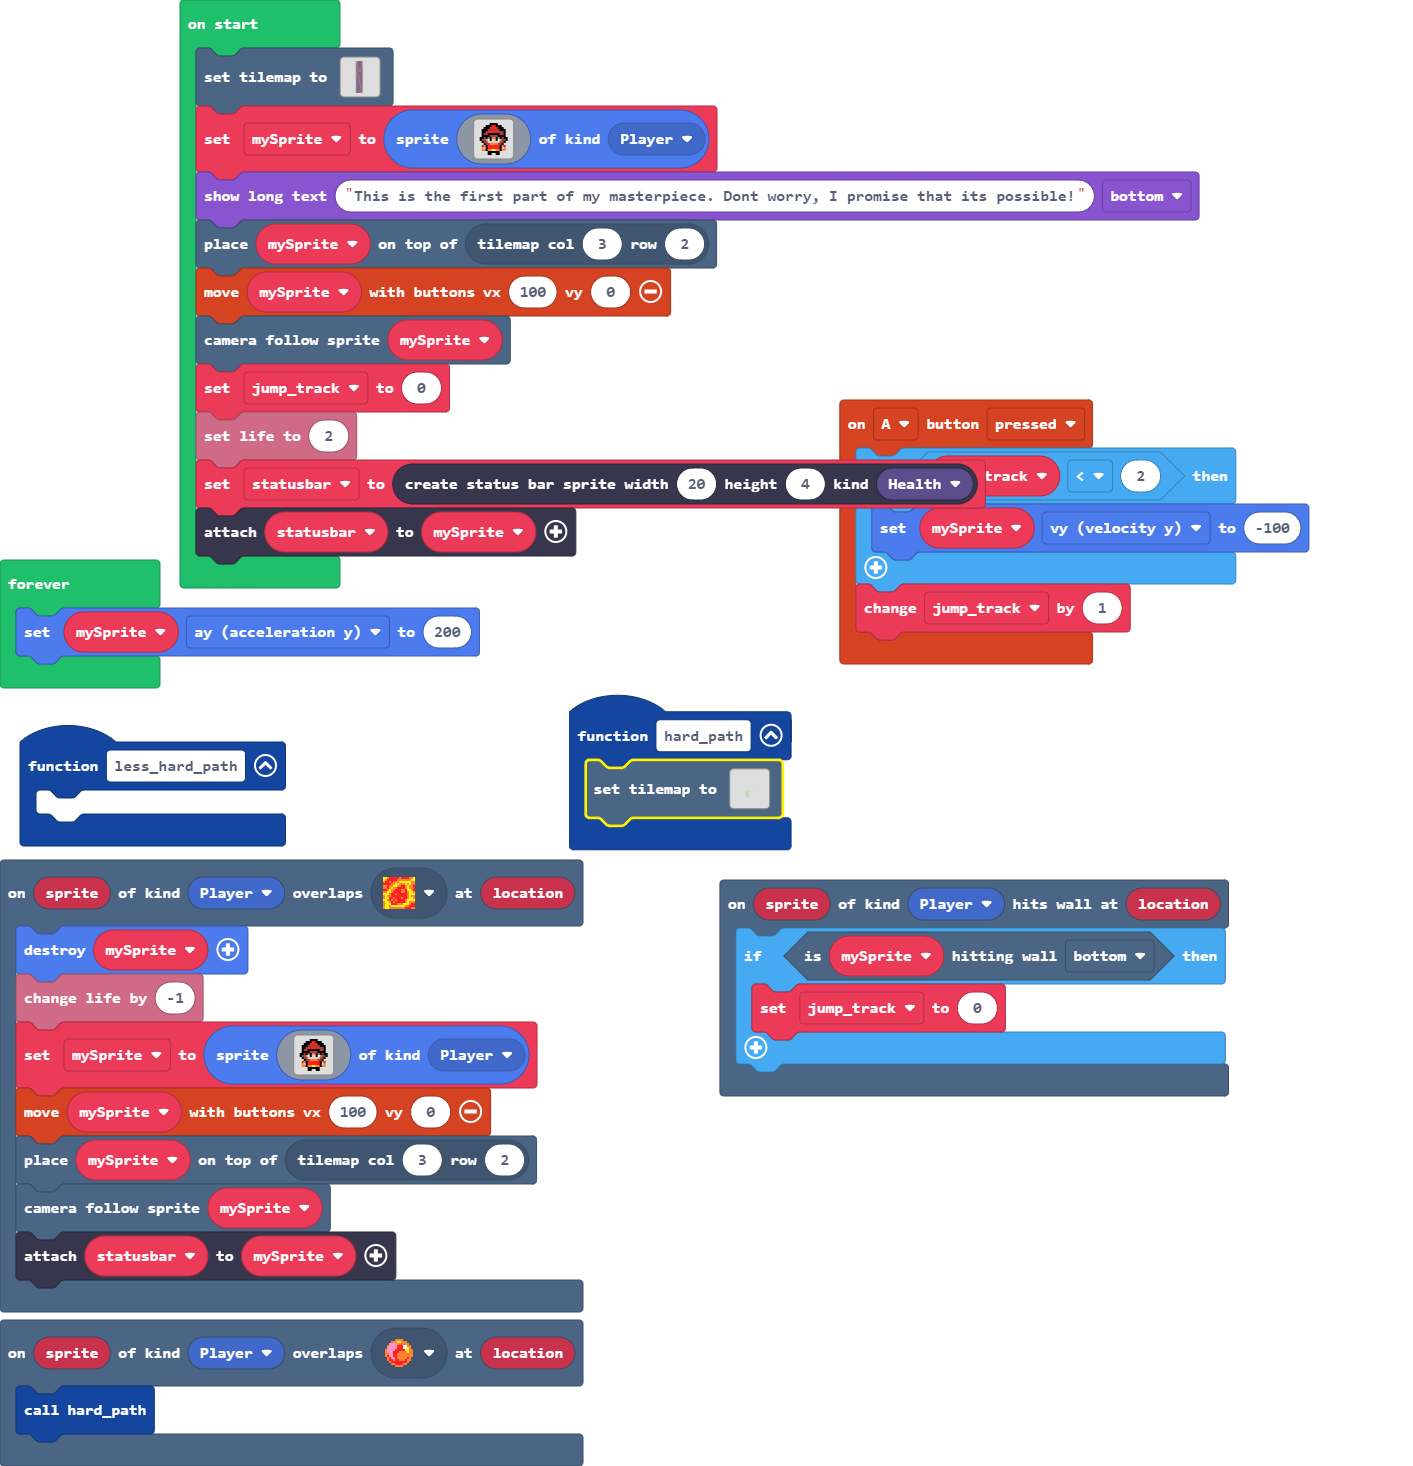 on start
set tilemap to
set mySprite to sprite of kind Player
show long text "This is the first part of my masterpiece. Dont worry, I promise that its possible!" bottom
place mySprite on top of tilemap col 3 row 2
move mySprite with buttons vx 100 vy 0
camera follow sprite mySprite
set jump_track to 0
set life to 2
set statusbar to create status bar sprite width 20 height 4 kind Health
attach statusbar to mySprite
on A button pressed
track < 2 then
set mySprite vy (velocity y) to -100
change jump_track by 1
forever
set mySprite ay (acceleration y) to 200
function less_hard_path
function hard_path
set tilemap to
on sprite of kind Player overlaps at location
destroy mySprite
change life by -1
set mySprite to sprite of kind Player
move mySprite with buttons vx 100 vy 0
place mySprite on top of tilemap col 3 row 2
camera follow sprite mySprite
attach statusbar to mySprite
on sprite of kind Player hits wall at location
if is mySprite hitting wall bottom then
set jump_track to 0
on sprite of kind Player overlaps at location
call hard_path